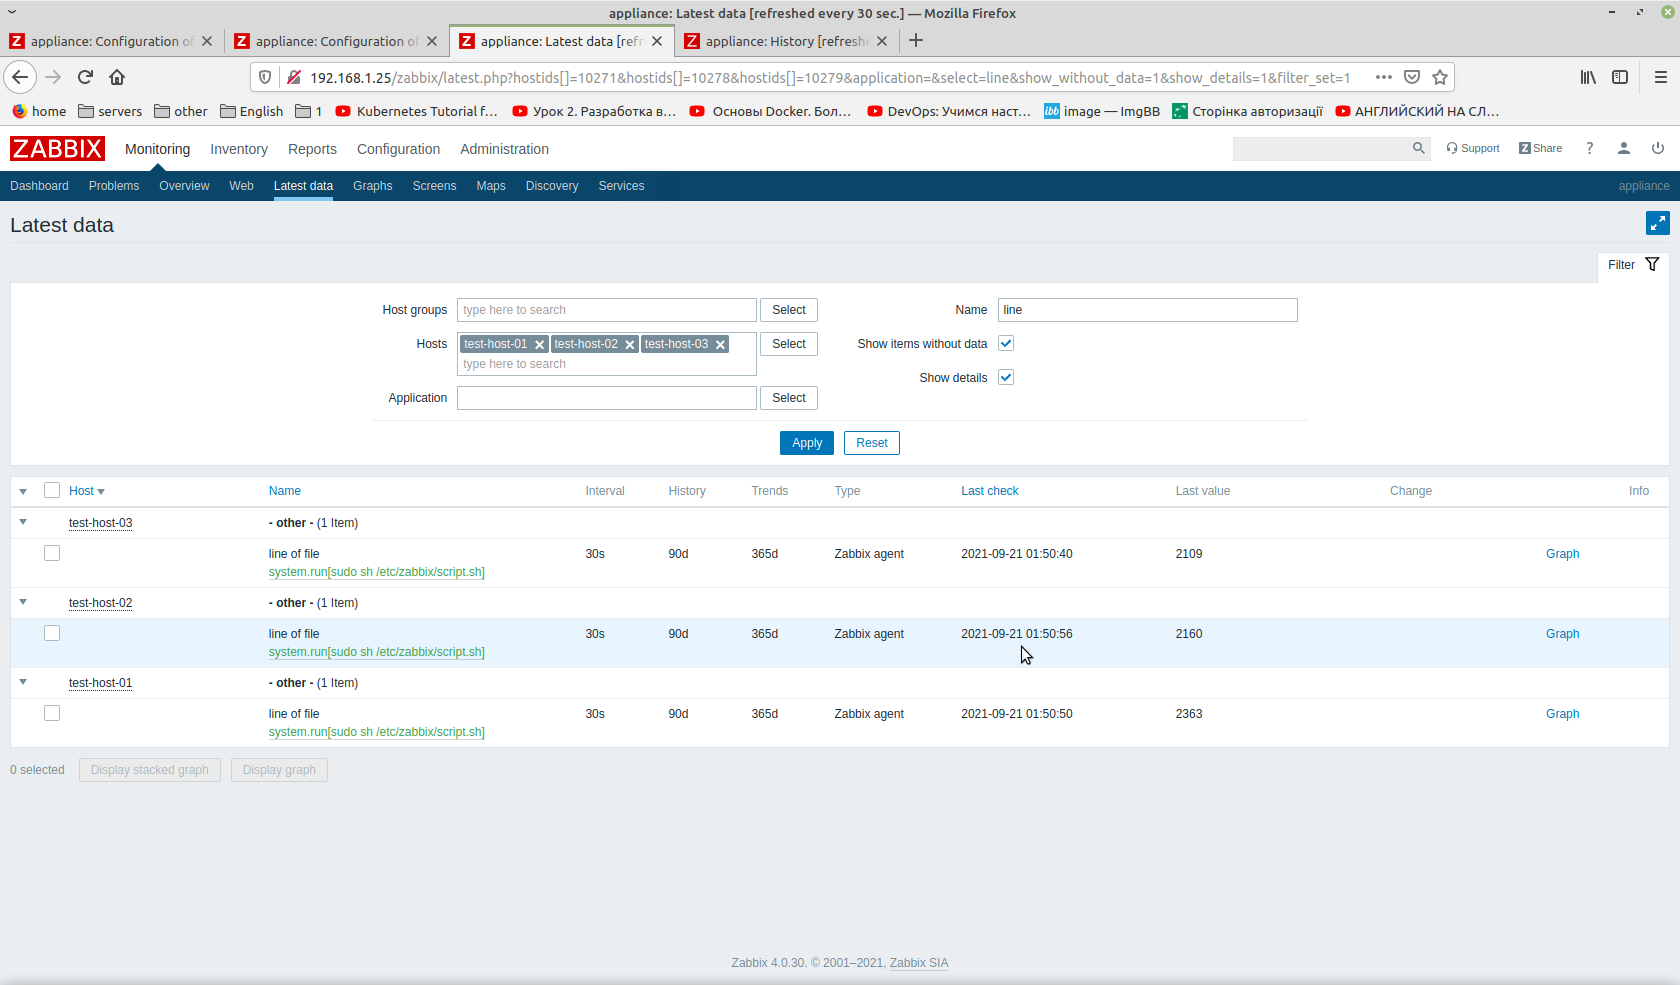 appliance: Latest data [refreshed every 30 sec.] — Mozilla Firefox
appliance: Configuration of appliance: Configuration of appliance: Latest data [refr appliance: History [refreshe
192.168.1.25/zabbix/latest.php?hostids[]=10271&hostids[]=10278&hostids[]=10279&application=&select=line&show_without_data=1&show_details=1&filter_set=1
home servers other English 1 Kubernetes Tutorial f... Урок 2. Разработка в... Основы Docker. Бол... DevOps: Учимся наст... ibb image — ImgBB Сторінка авторизації АНГЛИЙСКИЙ НА СЛ...
ZABBIX Monitoring Inventory Reports Configuration Administration Support Z Share ?
Dashboard Problems Overview Web Latest data Graphs Screens Maps Discovery Services appliance
Latest data
Filter
Host groups type here to search Select Name line
Hosts test-host-01 test-host-02 test-host-03 Select Show items without data
type here to search
Show details
Application Select
Apply Reset
Host Name Interval History Trends Type Last check Last value Change Info
test-host-03 - other - (1 Item)
line of file 30s 90d 365d Zabbix agent 2021-09-21 01:50:40 2109 Graph
system.run[sudo sh /etc/zabbix/script.sh]
test-host-02 - other - (1 Item)
line of file 30s 90d 365d Zabbix agent 2021-09-21 01:50:56 2160 Graph
system.run[sudo sh /etc/zabbix/script.sh]
test-host-01 - other - (1 Item)
line of file 30s 90d 365d Zabbix agent 2021-09-21 01:50:50 2363 Graph
system.run[sudo sh /etc/zabbix/script.sh]
0 selected Display stacked graph Display graph
Zabbix 4.0.30. © 2001–2021, Zabbix SIA